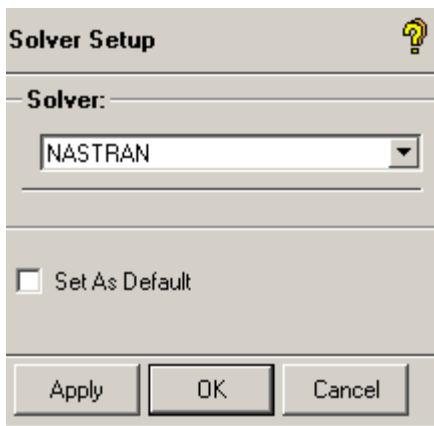 Solver Setup
Solver:
NASTRAN
Set As Default
Apply OK Cancel